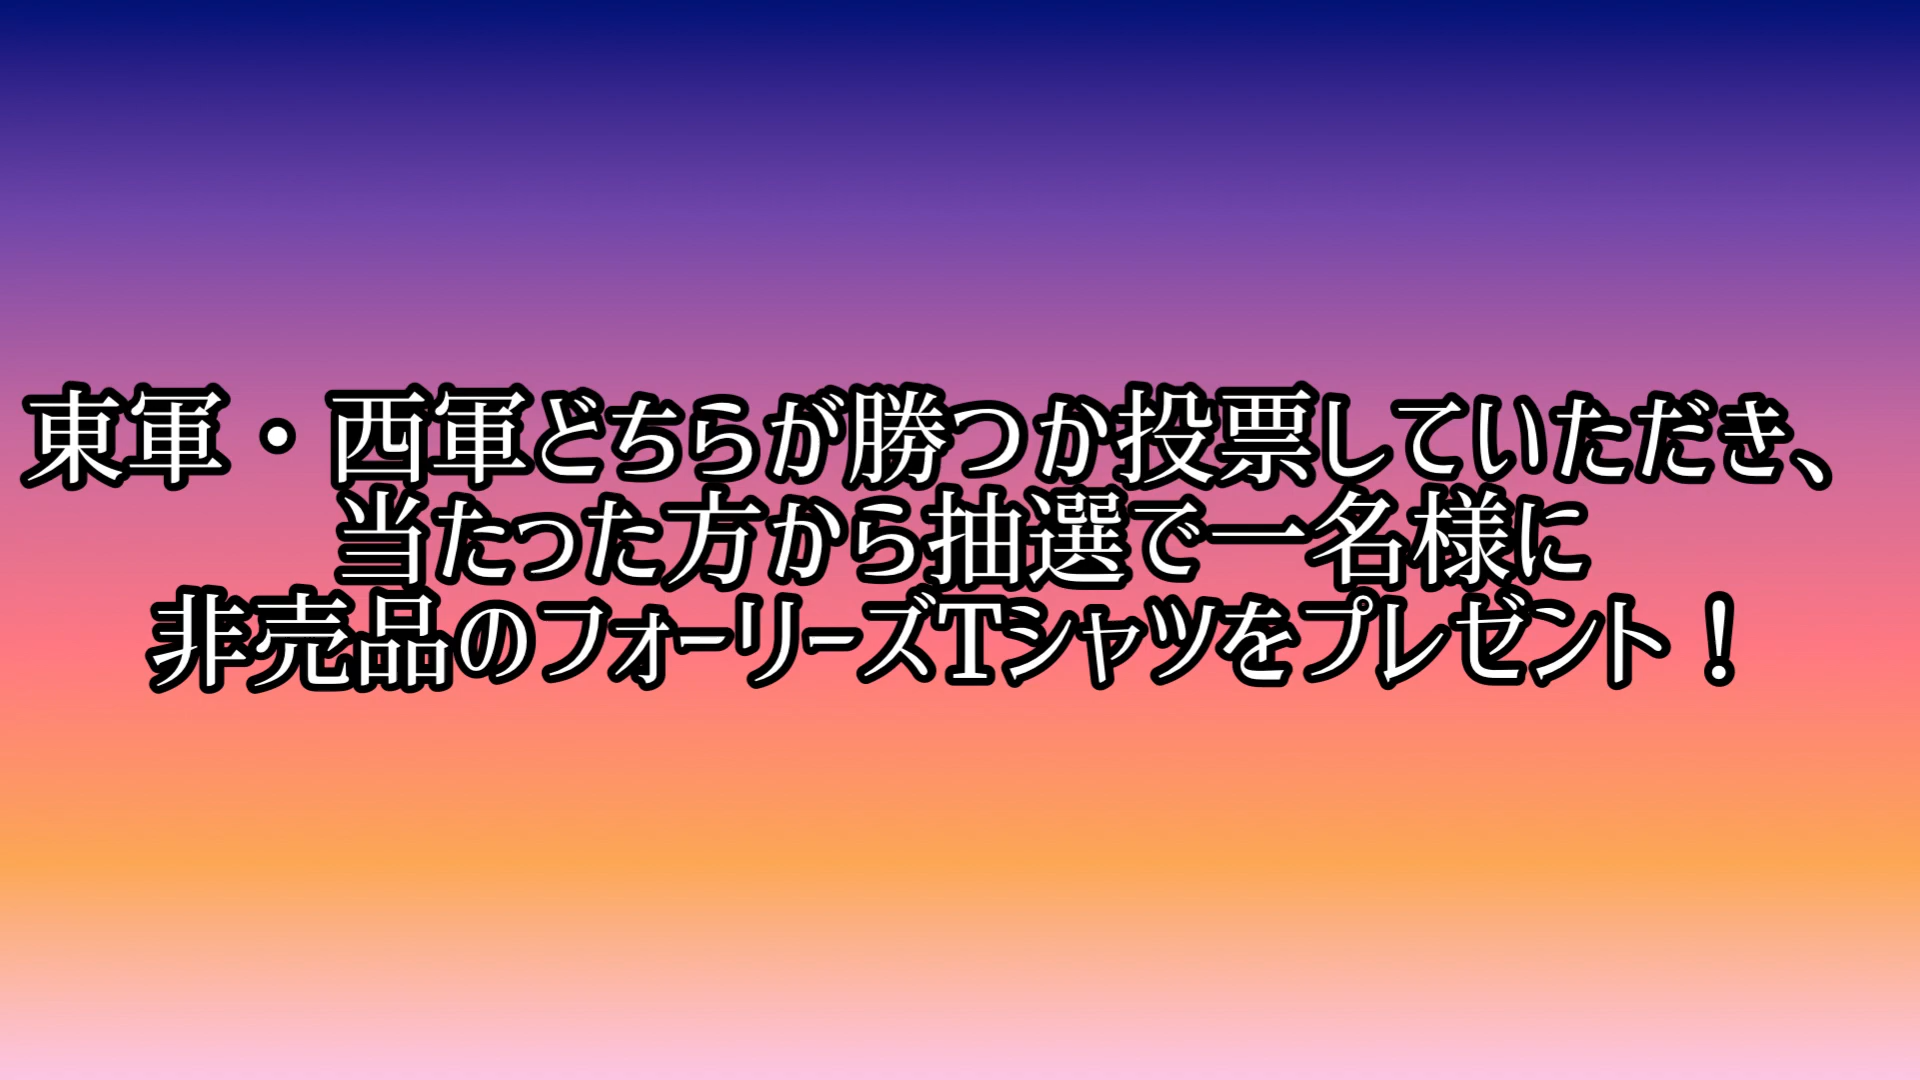 東軍・西軍どちらが勝つか投票していただき、
当たった方から抽選で一名様に
非売品のフォーリーズTシャツをプレゼント！